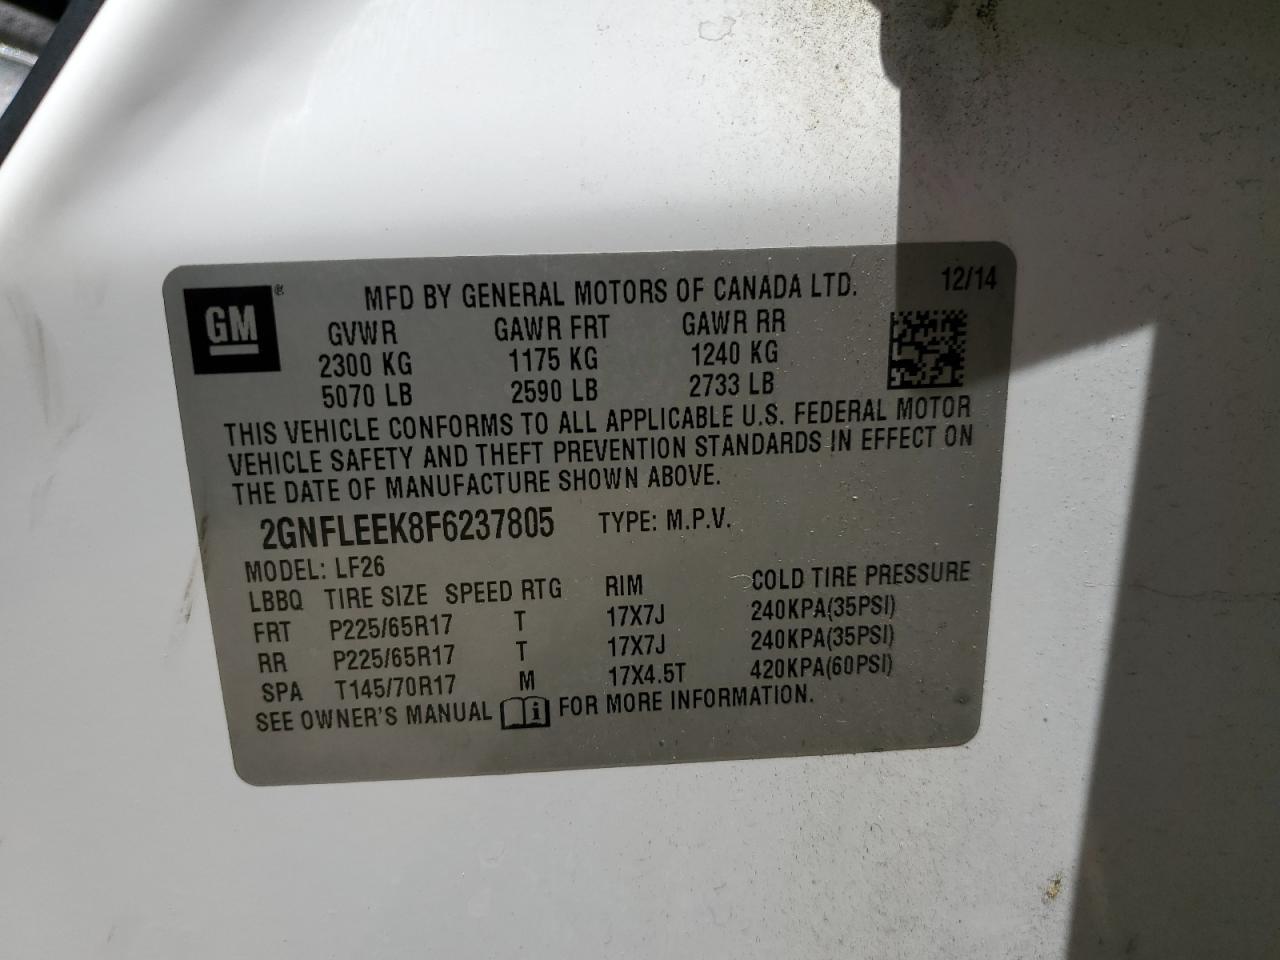 GM ® MFD BY GENERAL MOTORS OF CANADA LTD. 12/14
GVWR GAWR FRT GAWR RR
2300 KG 1175 KG 1240 KG
5070 LB 2590 LB 2733 LB
THIS VEHICLE CONFORMS TO ALL APPLICABLE U.S. FEDERAL MOTOR
VEHICLE SAFETY AND THEFT PREVENTION STANDARDS IN EFFECT ON
THE DATE OF MANUFACTURE SHOWN ABOVE.
2GNFLEEK8F6237805 TYPE: M.P.V.
MODEL: LF26
LBBQ TIRE SIZE SPEED RTG RIM COLD TIRE PRESSURE
FRT P225/65R17 T 17X7J 240KPA(35PSI)
RR P225/65R17 T 17X7J 240KPA(35PSI)
SPA T145/70R17 M 17X4.5T 420KPA(60PSI)
SEE OWNER'S MANUAL i FOR MORE INFORMATION.